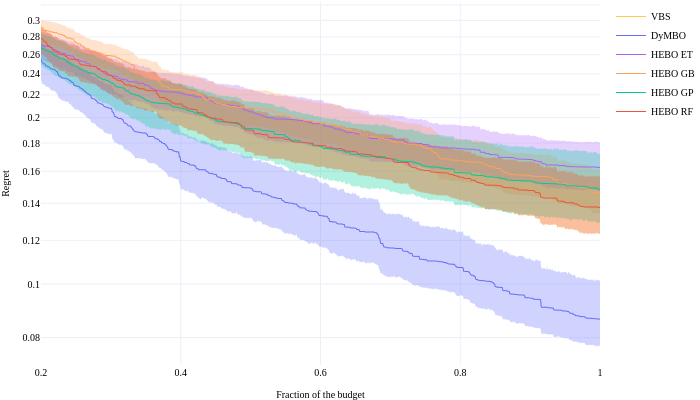 0.3
0.28
0.26
0.24
0.22
0.2
0.18
0.16
0.14
0.12
0.1
0.08
Regret
0.2 0.4 0.6 0.8 1
Fraction of the budget
VBS
DyMBO
HEBO ET
HEBO GB
HEBO GP
HEBO RF